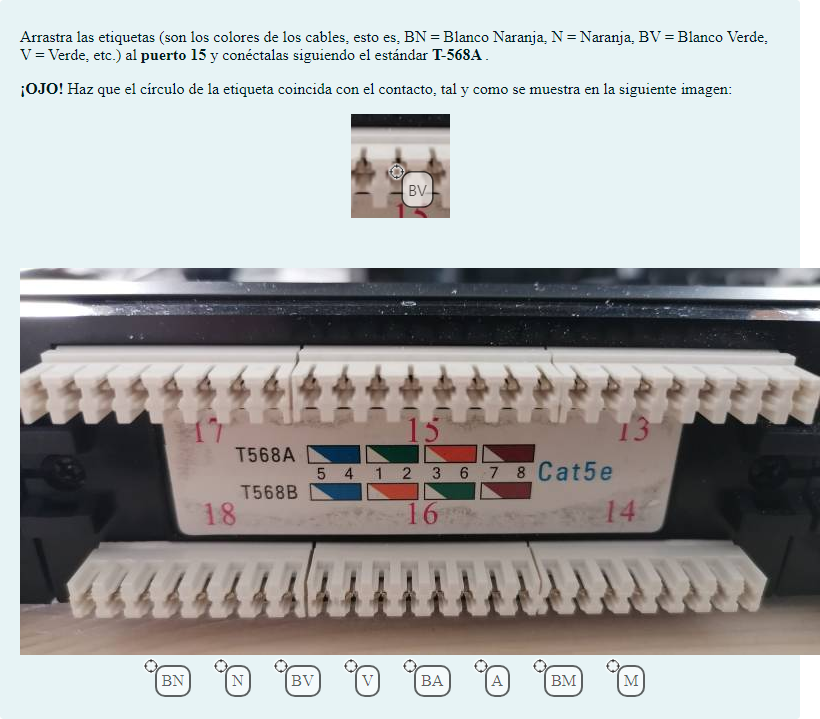 Arrastra las etiquetas (son los colores de los cables, esto es, BN = Blanco Naranja, N = Naranja, BV = Blanco Verde,
V = Verde, etc.) al puerto 15 y conéctalas siguiendo el estándar T-568A .
¡OJO! Haz que el círculo de la etiqueta coincida con el contacto, tal y como se muestra en la siguiente imagen:
BV
15
17 15 13
T568A
5 4 1 2 3 6 7 8 Cat5e
T568B
18 16 14
BN N BV V BA A BM M